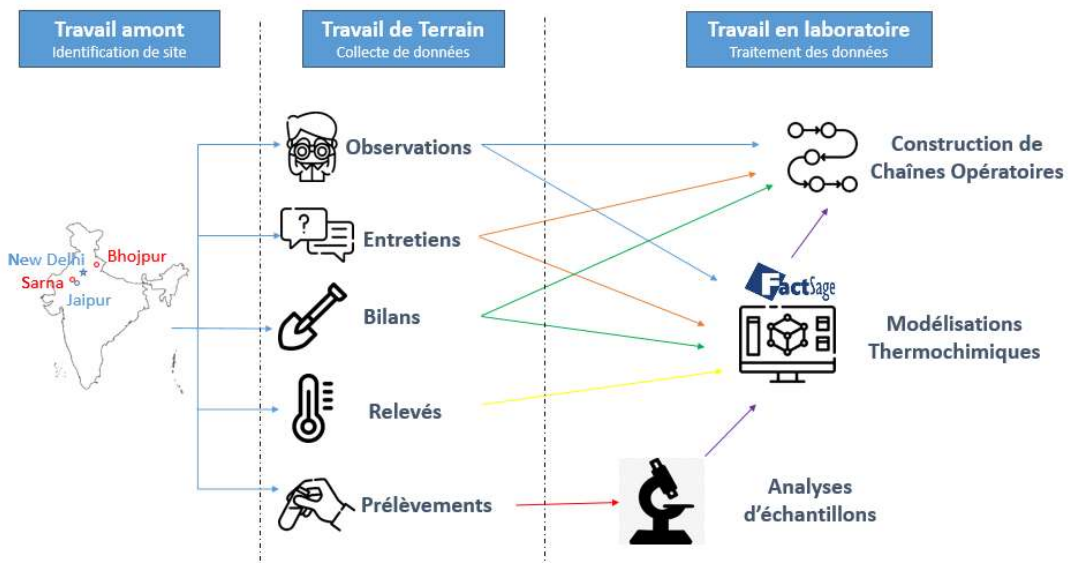 Travail amont
Identification de site
Travail de Terrain
Collecte de données
Travail en laboratoire
Traitement des données
Observations
Construction de
Chaînes Opératoires
?
Entretiens
New Delhi
Bhojpur
Sarna
Jaipur
FactSage
Bilans
Modélisations
Thermochimiques
Relevés
Prélèvements
Analyses
d'échantillons